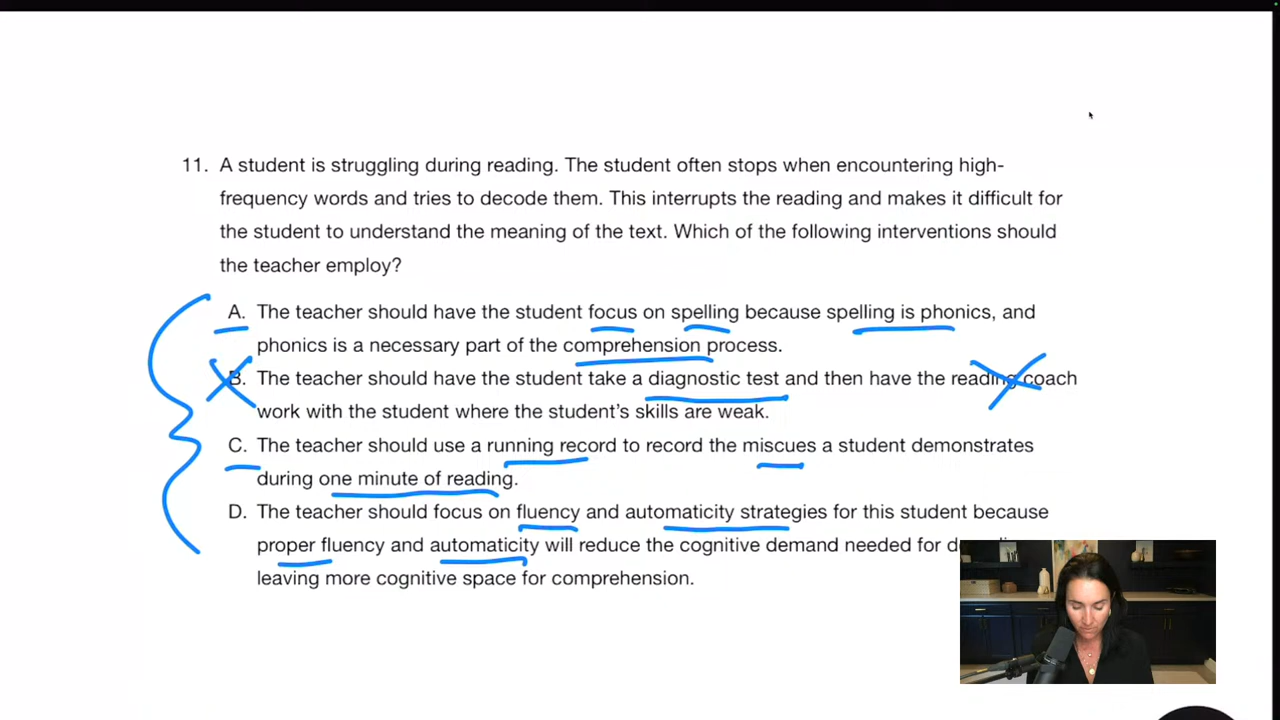 11. A student is struggling during reading. The student often stops when encountering high-
frequency words and tries to decode them. This interrupts the reading and makes it difficult for
the student to understand the meaning of the text. Which of the following interventions should
the teacher employ?
A. The teacher should have the student focus on spelling because spelling is phonics, and
phonics is a necessary part of the comprehension process.
B. The teacher should have the student take a diagnostic test and then have the reading coach
work with the student where the student's skills are weak.
C. The teacher should use a running record to record the miscues a student demonstrates
during one minute of reading.
D. The teacher should focus on fluency and automaticity strategies for this student because
proper fluency and automaticity will reduce the cognitive demand needed for
leaving more cognitive space for comprehension.